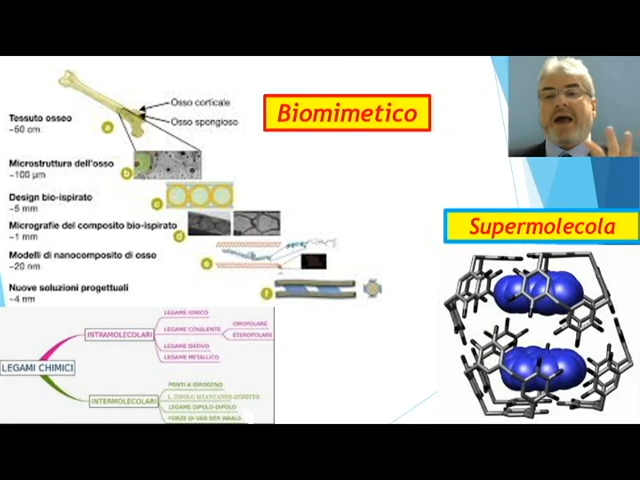 Osso corticale
Tessuto osseo
~50 cm
Osso spongioso
a
Biomimetico
Microstruttura dell'osso
~100 µm
b
Design bio-ispirato
~5 mm
c
Micrografie del composito bio-ispirato
~1 mm
d
Modelli di nanocomposito di osso
~20 nm
e
Nuove soluzioni progettuali
~4 nm
f
Supermolecola
LEGAMI CHIMICI
INTRAMOLECOLARI
LEGAME IONICO
LEGAME COVALENTE
OMOPOLARE
ETEROPOLARE
LEGAME DATIVO
LEGAME METALLICO
INTERMOLECOLARI
PONTI A IDROGENO
LEGAME DIPOLO-DIPOLO
FORZE DI VAN DER WAALS